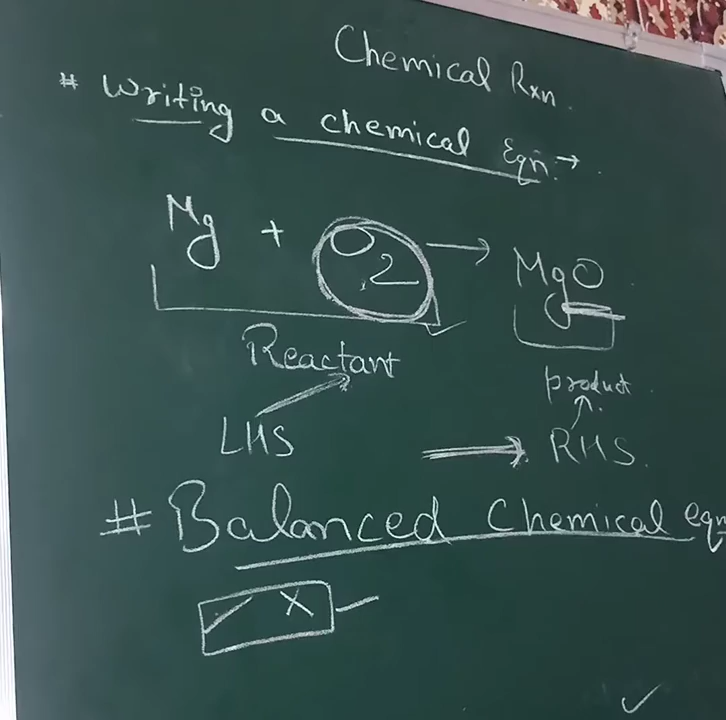 Chemical Rxn.
# Writing a chemical Eqn. →
Mg + O2 → MgO
Reactant
product
LHS → RHS.
# Balanced Chemical eqn